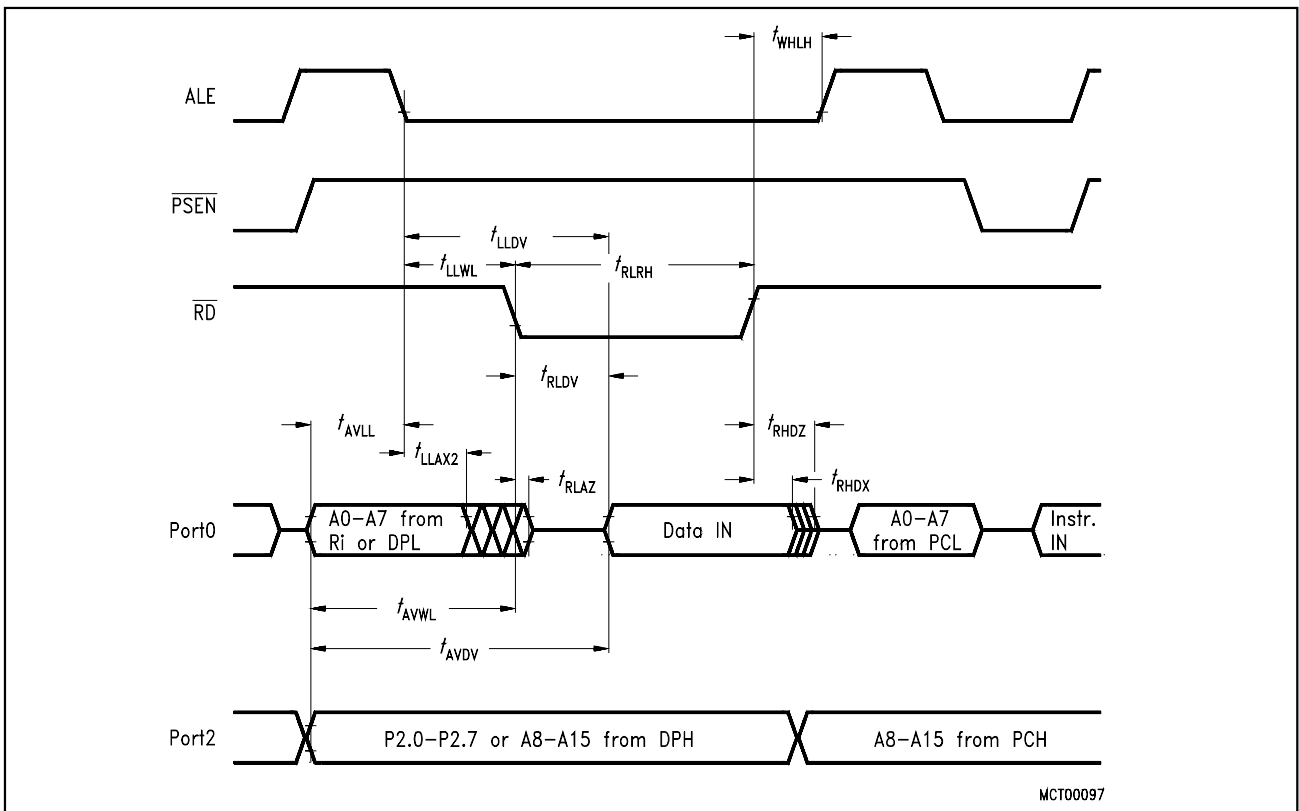 tWHLH
ALE
PSEN
tLLDV
tLLWL
tRLRH
RD
tRLDV
tAVLL
tRHDZ
tLLAX2
tRLAZ
tRHDX
Port0
A0-A7 from
Ri or DPL
Data IN
A0-A7
from PCL
Instr.
IN
tAVWL
tAVDV
Port2
P2.0-P2.7 or A8-A15 from DPH
A8-A15 from PCH
MCT00097